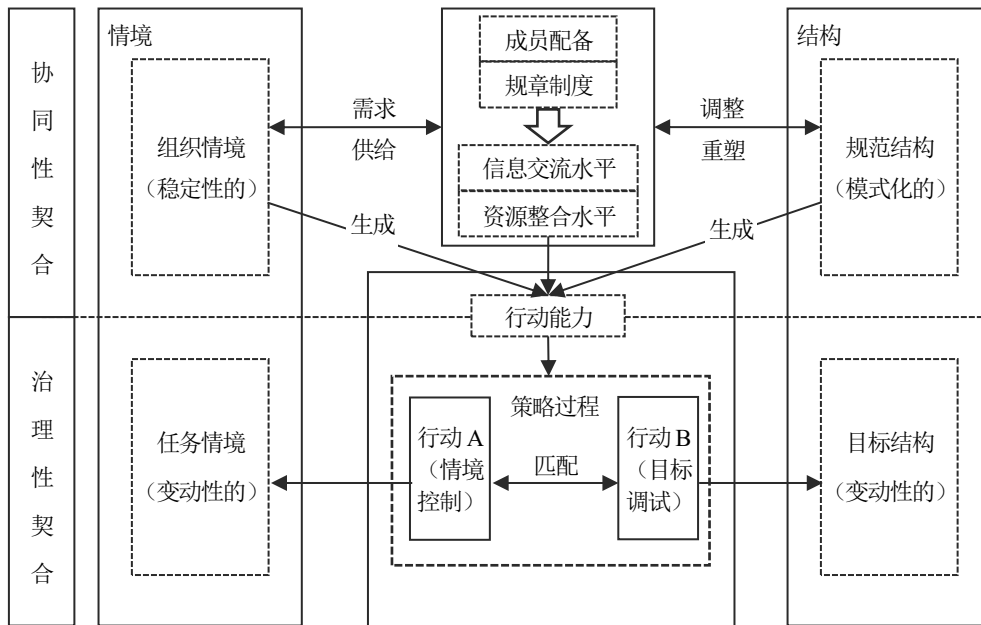 协同性契合
治理性契合
情境
组织情境
（稳定性的）
任务情境
（变动性的）
需求
供给
成员配备
规章制度
信息交流水平
资源整合水平
调整
重塑
结构
规范结构
（模式化的）
目标结构
（变动性的）
生成
生成
行动能力
策略过程
行动 A
（情境
控制）
匹配
行动 B
（目标
调试）